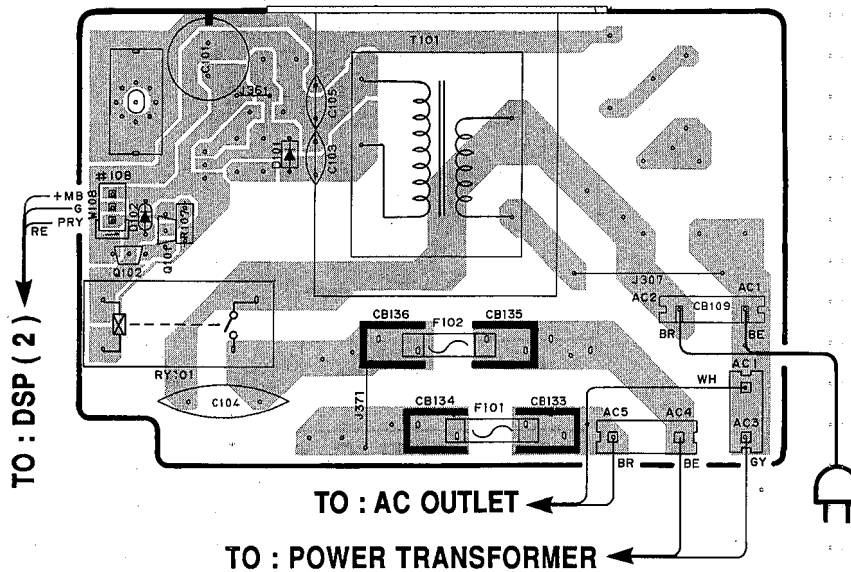 T101
C101
J351
C105
C103
D101
#108
W108
+MB
G
PRY
RE
D102
Q101
Q102
J307
AC2
AC1
CB109
BR
BE
CB136
F102
CB135
RY101
C104
J371
CB134
F101
CB133
WH
AC1
AC5
AC4
AC3
BR
BE
GY
TO : DSP ( 2 )
TO : AC OUTLET
TO : POWER TRANSFORMER